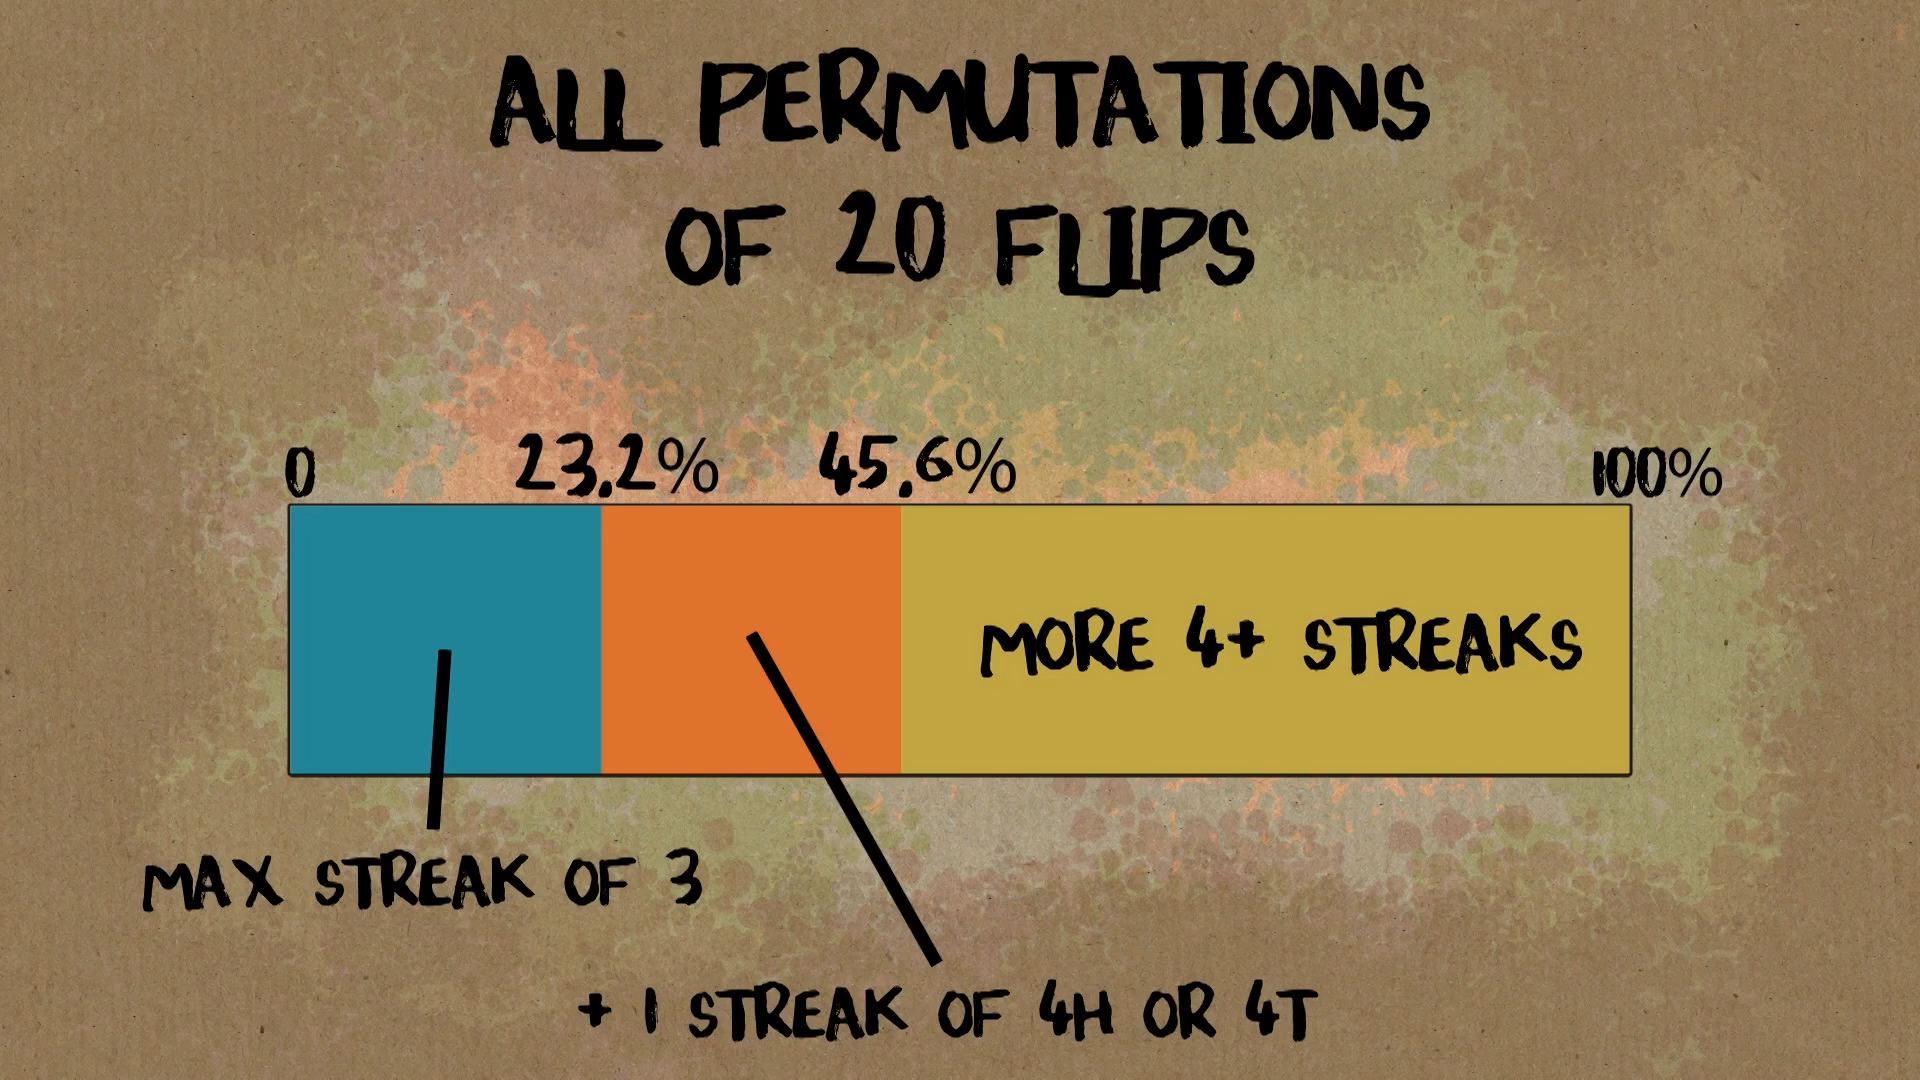 ALL PERMUTATIONS
OF 20 FLIPS
0 23.2% 45.6% 100%
MORE 4+ STREAKS
MAX STREAK OF 3
+ 1 STREAK OF 4H OR 4T